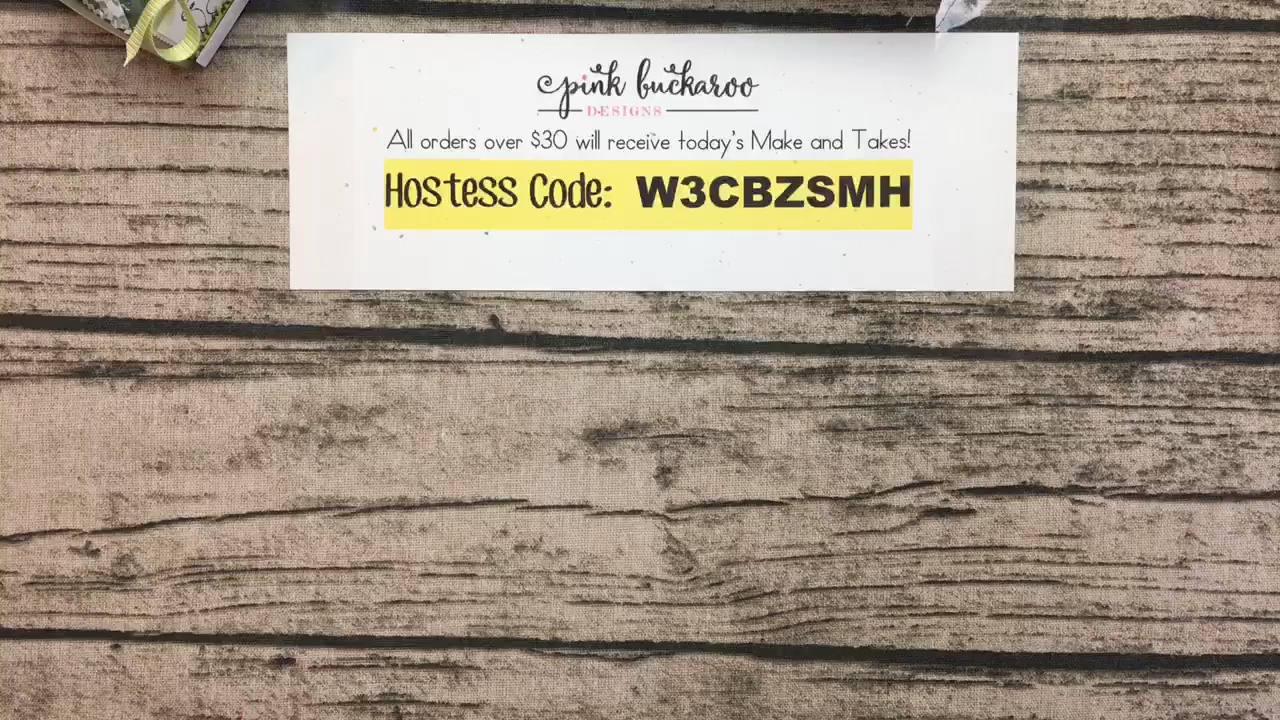 pink buckaroo
DESIGNS
All orders over $30 will receive today's Make and Takes!
Hostess Code: W3CBZSMH